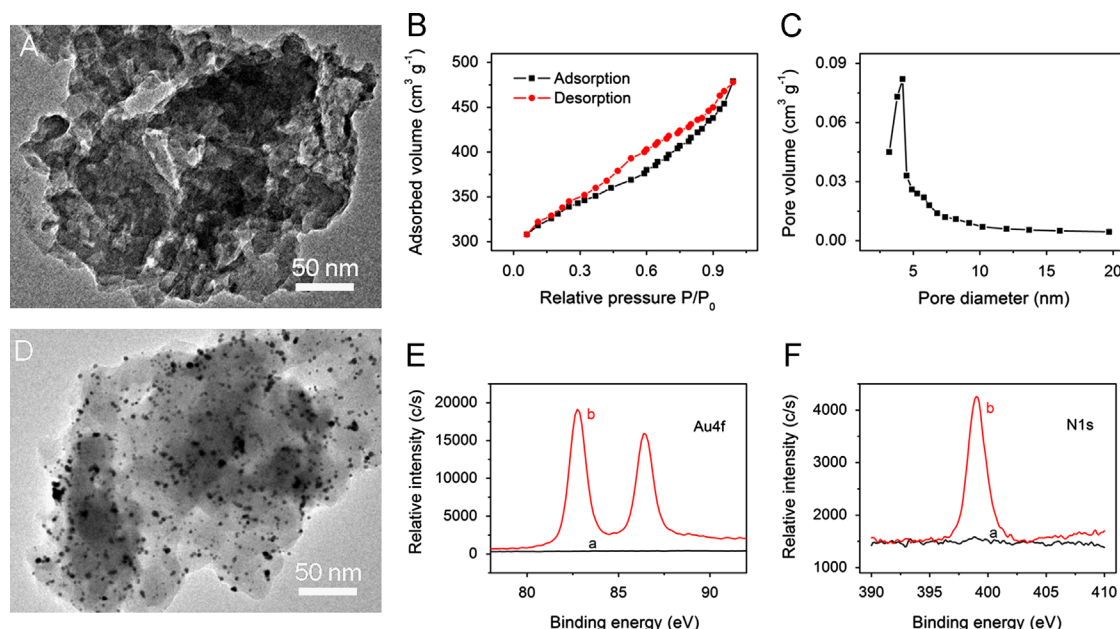 A
50 nm
B
Adsorbed volume (cm³ g⁻¹)
500
450
400
350
300
Adsorption
Desorption
0.0 0.3 0.6 0.9
Relative pressure P/P₀
C
Pore volume (cm³ g⁻¹)
0.09
0.06
0.03
0.00
5 10 15 20
Pore diameter (nm)
D
50 nm
E
Relative intensity (c/s)
20000
15000
10000
5000
0
b
Au4f
a
80 85 90
Binding energy (eV)
F
Relative intensity (c/s)
4000
3000
2000
1000
b
N1s
a
390 395 400 405 410
Binding energy (eV)